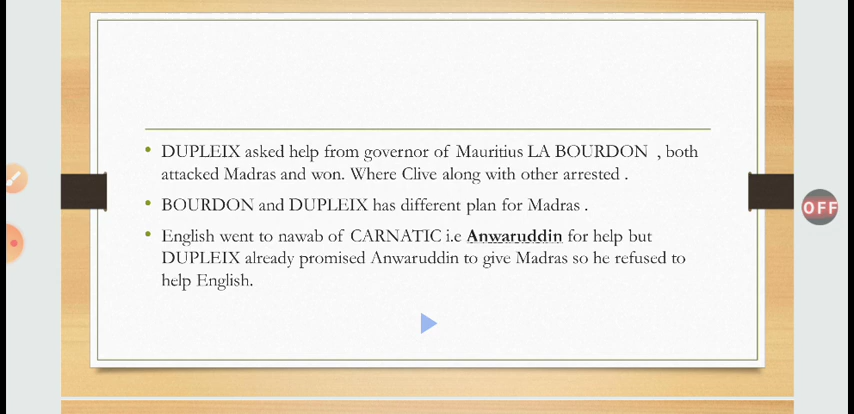 DUPLEIX asked help from governor of Mauritius LA BOURDON , both
attacked Madras and won. Where Clive along with other arrested .
BOURDON and DUPLEIX has different plan for Madras .
English went to nawab of CARNATIC i.e Anwaruddin for help but
DUPLEIX already promised Anwaruddin to give Madras so he refused to
help English.
OFF